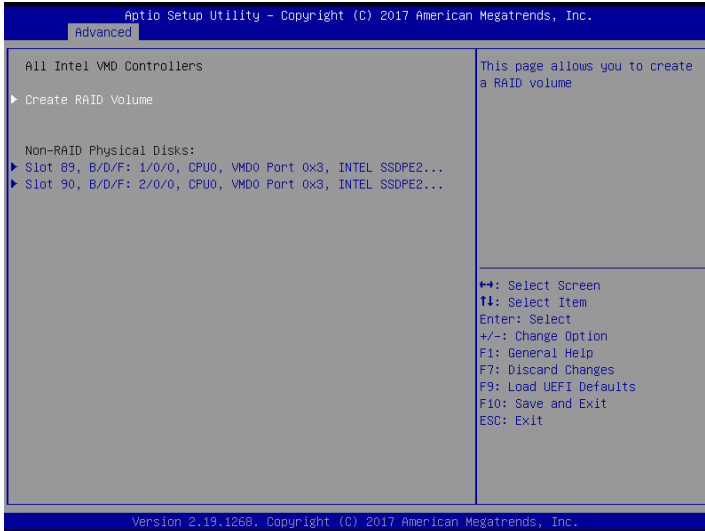 Aptio Setup Utility – Copyright (C) 2017 American Megatrends, Inc.
Advanced
All Intel VMD Controllers
▶ Create RAID Volume
Non-RAID Physical Disks:
▶ Slot 89, B/D/F: 1/0/0, CPU0, VMD0 Port 0x3, INTEL SSDPE2...
▶ Slot 90, B/D/F: 2/0/0, CPU0, VMD0 Port 0x3, INTEL SSDPE2...
This page allows you to create
a RAID volume
↔: Select Screen
↑↓: Select Item
Enter: Select
+/-: Change Option
F1: General Help
F7: Discard Changes
F9: Load UEFI Defaults
F10: Save and Exit
ESC: Exit
Version 2.19.1268. Copyright (C) 2017 American Megatrends, Inc.